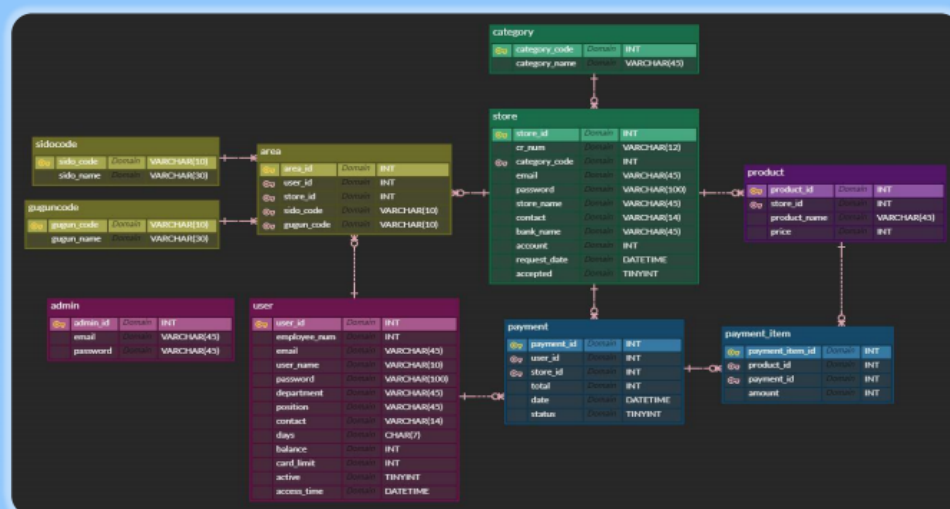 category
category_code Domain INT
category_name Domain VARCHAR(45)
store
store_id Domain INT
cr_num Domain VARCHAR(12)
category_code Domain INT
email Domain VARCHAR(45)
password Domain VARCHAR(100)
store_name Domain VARCHAR(45)
contact Domain VARCHAR(14)
bank_name Domain VARCHAR(45)
account Domain INT
request_date Domain DATETIME
accepted Domain TINYINT
sidocode
sido_code Domain VARCHAR(10)
sido_name Domain VARCHAR(30)
guguncode
gugun_code Domain VARCHAR(10)
gugun_name Domain VARCHAR(30)
area
area_id Domain INT
user_id Domain INT
store_id Domain INT
sido_code Domain VARCHAR(10)
gugun_code Domain VARCHAR(10)
product
product_id Domain INT
store_id Domain INT
product_name Domain VARCHAR(45)
price Domain INT
admin
admin_id Domain INT
email Domain VARCHAR(45)
password Domain VARCHAR(45)
user
user_id Domain INT
employee_num Domain INT
email Domain VARCHAR(45)
user_name Domain VARCHAR(10)
password Domain VARCHAR(100)
department Domain VARCHAR(45)
position Domain VARCHAR(45)
contact Domain VARCHAR(14)
days Domain CHAR(7)
balance Domain INT
card_limit Domain INT
active Domain TINYINT
access_time Domain DATETIME
payment
payment_id Domain INT
user_id Domain INT
store_id Domain INT
total Domain INT
date Domain DATETIME
status Domain TINYINT
payment_item
payment_item_id Domain INT
product_id Domain INT
payment_id Domain INT
amount Domain INT